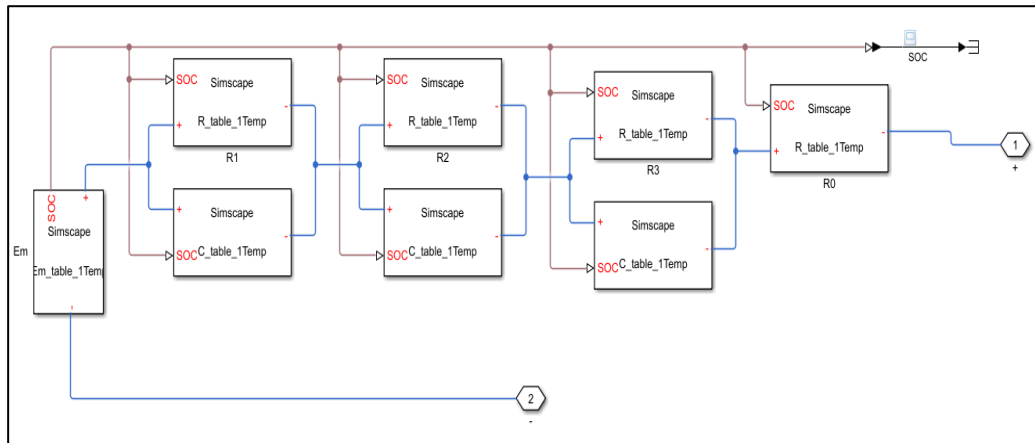 SOC
SOC
Simscape
R_table_1Temp
+
-
R1
SOC
Simscape
R_table_1Temp
+
-
R2
SOC
Simscape
R_table_1Temp
+
-
R3
SOC
Simscape
R_table_1Temp
+
-
R0
1
+
Simscape
C_table_1Temp
+
-
SOC
Simscape
C_table_1Temp
+
-
SOC
Simscape
C_table_1Temp
+
-
SOC
Em
SOC
+
Simscape
Em_table_1Temp
-
2
-